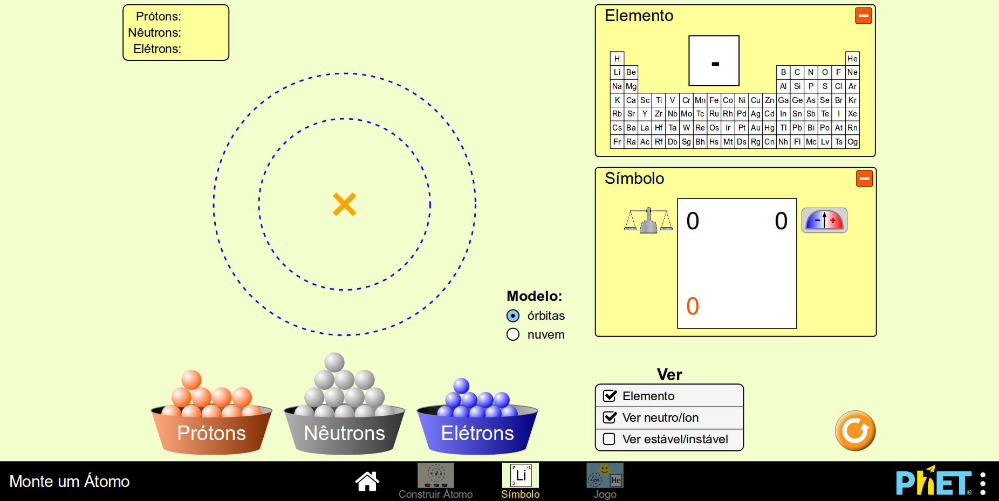 Prótons:
Nêutrons:
Elétrons:
Elemento
-
H He
Li Be B C N O F Ne
Na Mg Al Si P S Cl Ar
K Ca Sc Ti V Cr Mn Fe Co Ni Cu Zn Ga Ge As Se Br Kr
Rb Sr Y Zr Nb Mo Tc Ru Rh Pd Ag Cd In Sn Sb Te I Xe
Cs Ba La Hf Ta W Re Os Ir Pt Au Hg Tl Pb Bi Po At Rn
Fr Ra Ac Rf Db Sg Bh Hs Mt Ds Rg Cn Nh Fl Mc Lv Ts Og
Símbolo
0 0
- +
0
Modelo:
órbitas
nuvem
Prótons
Nêutrons
Elétrons
Ver
Elemento
Ver neutro/íon
Ver estável/instável
Monte um Átomo
Construir Átomo
7 +1
Li
3
Símbolo
He
Jogo
PhET®